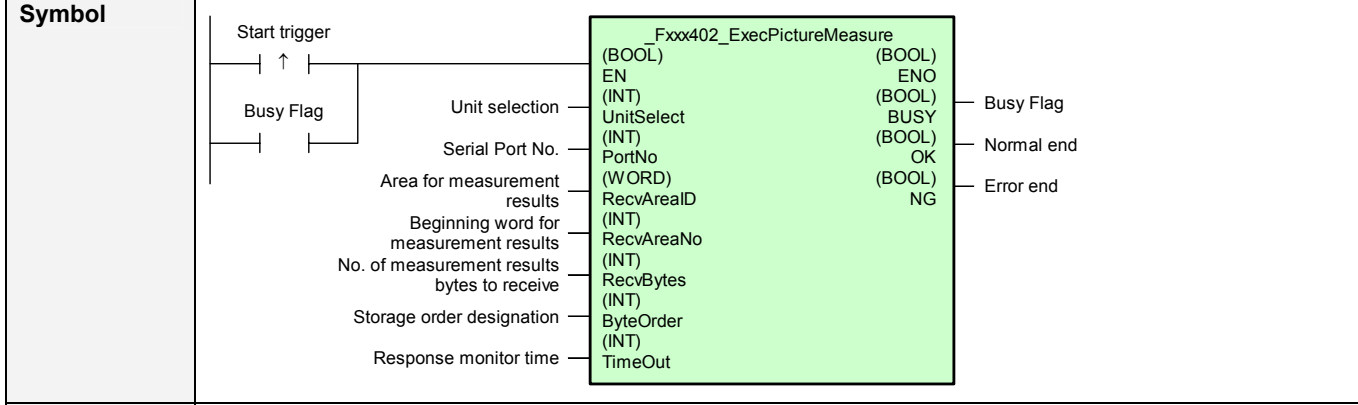 Symbol
Start trigger
↑
Busy Flag
Unit selection
Serial Port No.
Area for measurement
results
Beginning word for
measurement results
No. of measurement results
bytes to receive
Storage order designation
Response monitor time
_Fxxx402_ExecPictureMeasure
(BOOL) (BOOL)
EN ENO
(INT) (BOOL)
UnitSelect BUSY
(INT) (BOOL)
PortNo OK
(WORD) (BOOL)
RecvAreaID NG
(INT)
RecvAreaNo
(INT)
RecvBytes
(INT)
ByteOrder
(INT)
TimeOut
Busy Flag
Normal end
Error end